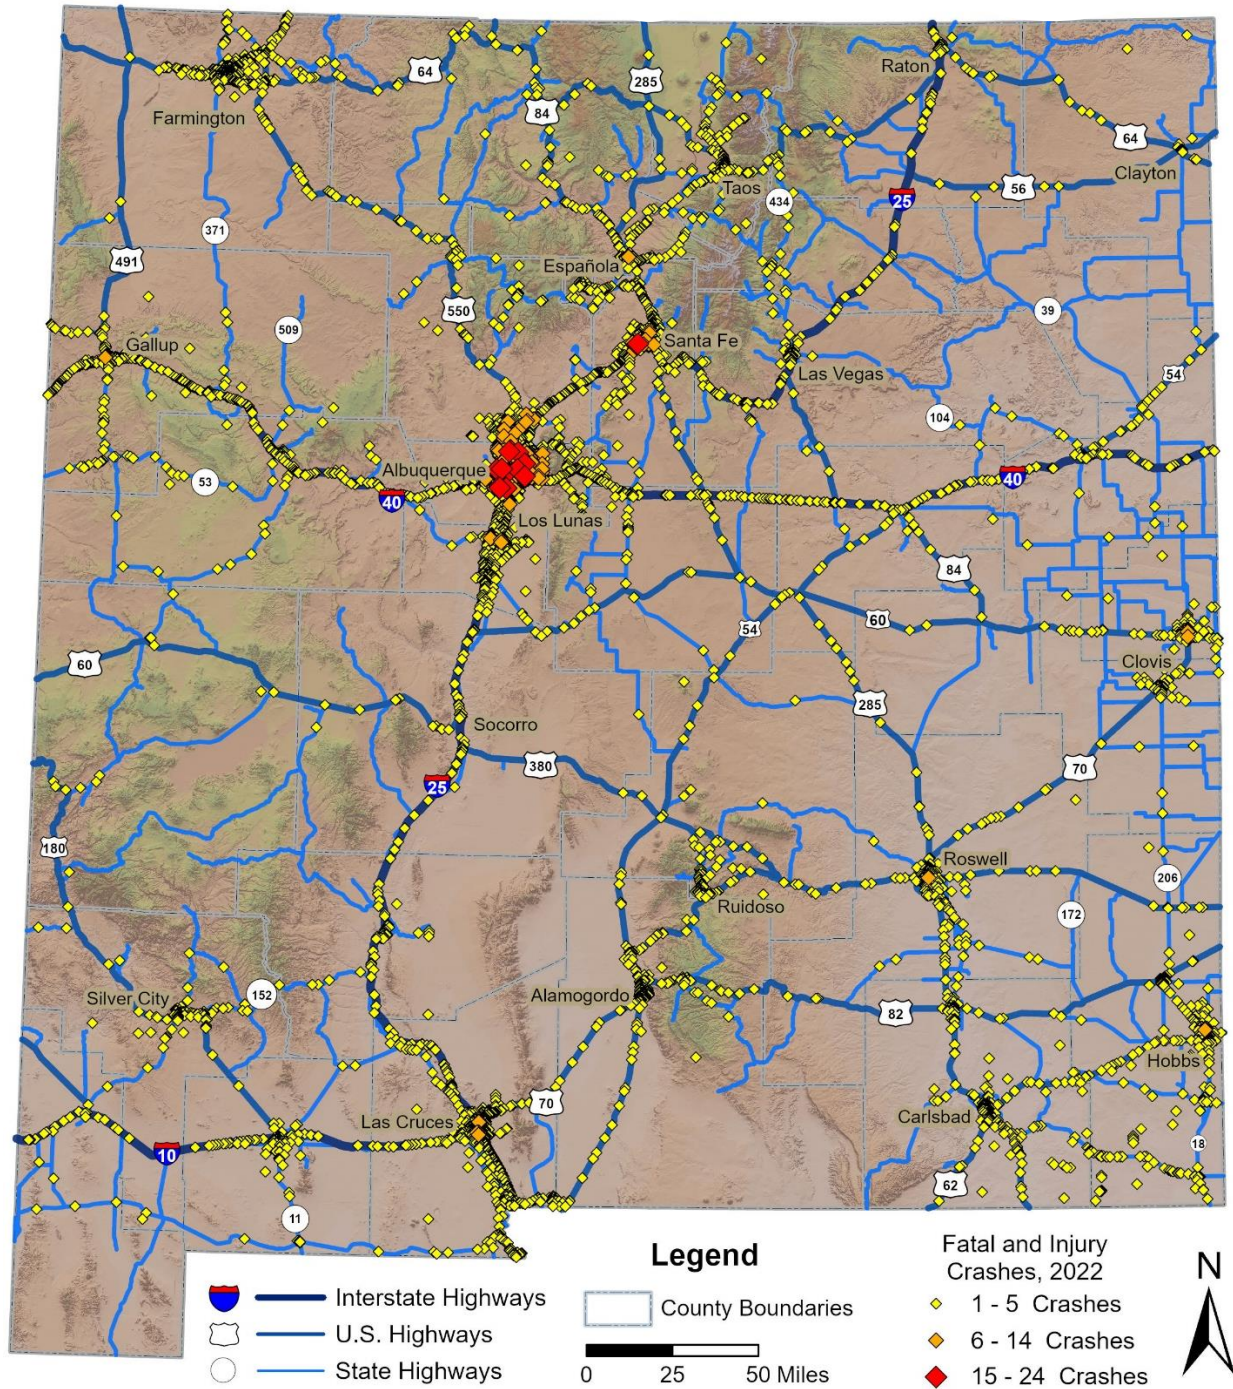 64
285
Raton
84
Farmington
64
Clayton
Taos
56
25
434
371
491
Española
550
39
509
Santa Fe
Gallup
Las Vegas
54
104
Albuquerque
53
40
40
Los Lunas
84
60
54
Clovis
60
285
Socorro
380
70
25
180
Roswell
206
Ruidoso
172
Silver City
152
Alamogordo
82
Hobbs
Las Cruces
70
Carlsbad
10
18
62
11
Legend
Interstate Highways
U.S. Highways
State Highways
County Boundaries
0 25 50 Miles
Fatal and Injury
Crashes, 2022
1 - 5 Crashes
6 - 14 Crashes
15 - 24 Crashes
N